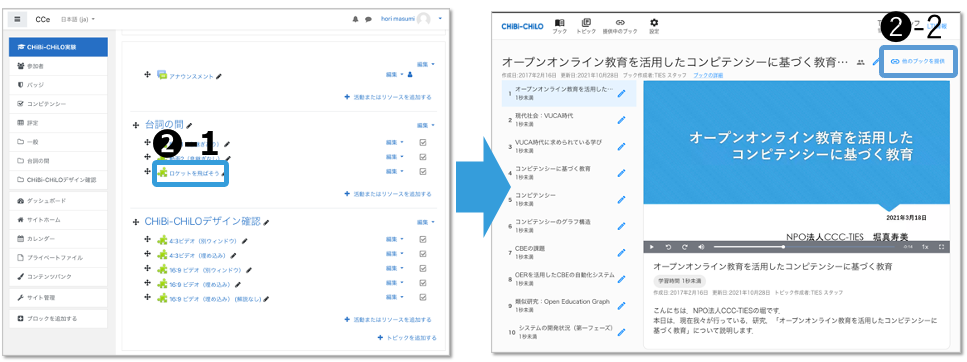 CCe 日本語 (ja) hori masumi
CHiBi-CHiLO実験
参加者
バッジ
コンピテンシー
評定
一般
台詞の間
CHiBi-CHiLOデザイン確認
ダッシュボード
サイトホーム
カレンダー
プライベートファイル
コンテンツバンク
サイト管理
ブロックを追加する
編集
アナウンスメント
編集
+ 活動またはリソースを追加する
台詞の間
編集
❷-1
編集
編集
ロケットを飛ばそう
編集
+ 活動またはリソースを追加する
CHiBi-CHiLOデザイン確認
編集
4:3ビデオ（別ウィンドウ）
編集
4:3ビデオ（埋め込み）
編集
16:9 ビデオ（別ウィンドウ）
編集
16:9 ビデオ（埋め込み）
編集
16:9 ビデオ（埋め込み）(解説なし)
編集
+ 活動またはリソースを追加する
+ トピックを追加する
CHiBi-CHiLO
ブック
トピック
提供中のブック
設定
❷-2
オープンオンライン教育を活用したコンピテンシーに基づく教育…
他のブックを提供
作成日:2017年2月16日 更新日:2021年10月28日 ブック作成者:TIES スタッフ ブックの詳細
1 オープンオンライン教育を活用した…
1秒未満
2 現代社会：VUCA時代
1秒未満
3 VUCA時代に求められている学び
1秒未満
4 コンピテンシーに基づく教育
1秒未満
5 コンピテンシー
1秒未満
6 コンピテンシーのグラフ構造
1秒未満
7 CBEの課題
1秒未満
8 OERを活用したCBEの自動化システム
1秒未満
9 類似研究：Open Education Graph
1秒未満
10 システムの開発状況（第一フェーズ）
1秒未満
オープンオンライン教育を活用した
コンピテンシーに基づく教育
2021年3月18日
NPO法人CCC-TIES 堀真寿美
1x
オープンオンライン教育を活用したコンピテンシーに基づく教育
学習時間 1秒未満
作成日:2017年2月16日 更新日:2021年10月28日 トピック作成者:TIES スタッフ
こんにちは、NPO法人CCC-TIESの堀です。
本日は、現在我々が行っている、研究、「オープンオンライン教育を活用したコンピテンシーに
基づく教育」について説明します。